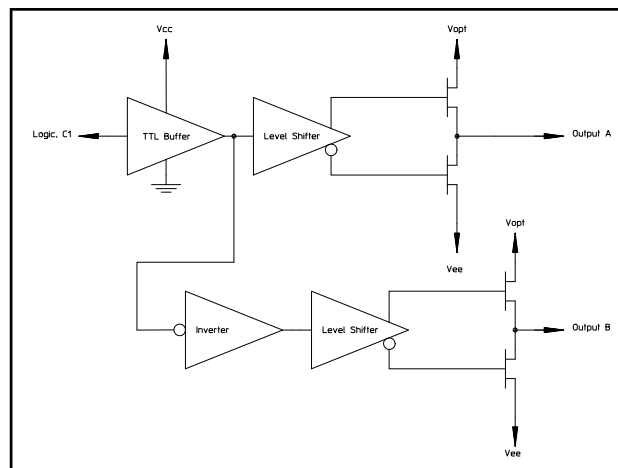 Vcc
Vopt
Logic, C1
TTL Buffer
Level Shifter
Output A
Vee
Vopt
Inverter
Level Shifter
Output B
Vee